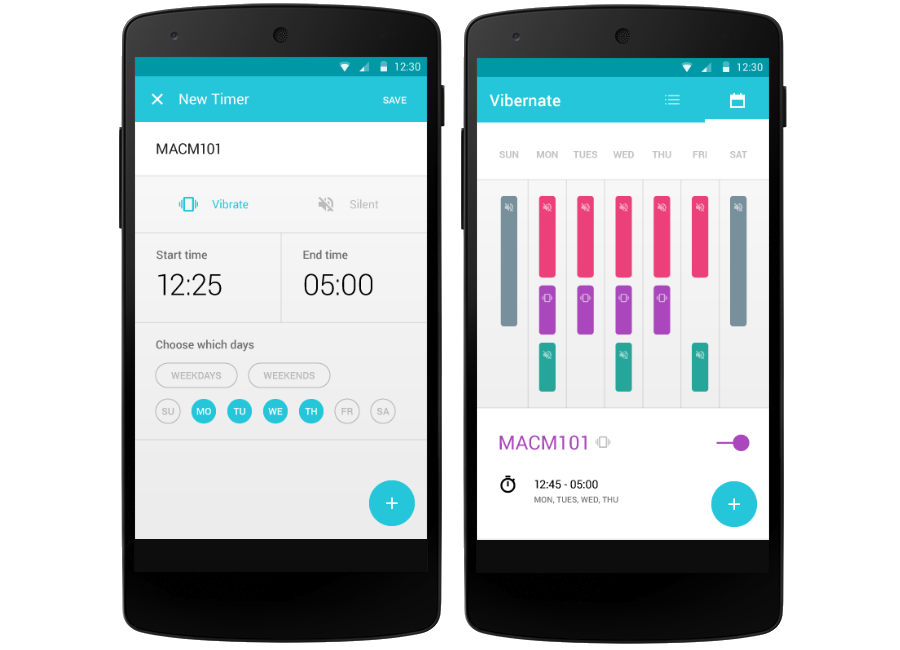 12:30
New Timer
SAVE
MACM101
Vibrate
Silent
Start time
End time
12:25
05:00
Choose which days
WEEKDAYS
WEEKENDS
SU MO TU WE TH FR SA
12:30
Vibernate
SUN MON TUES WED THU FRI SAT
MACM101
12:45 - 05:00
MON, TUES, WED, THU